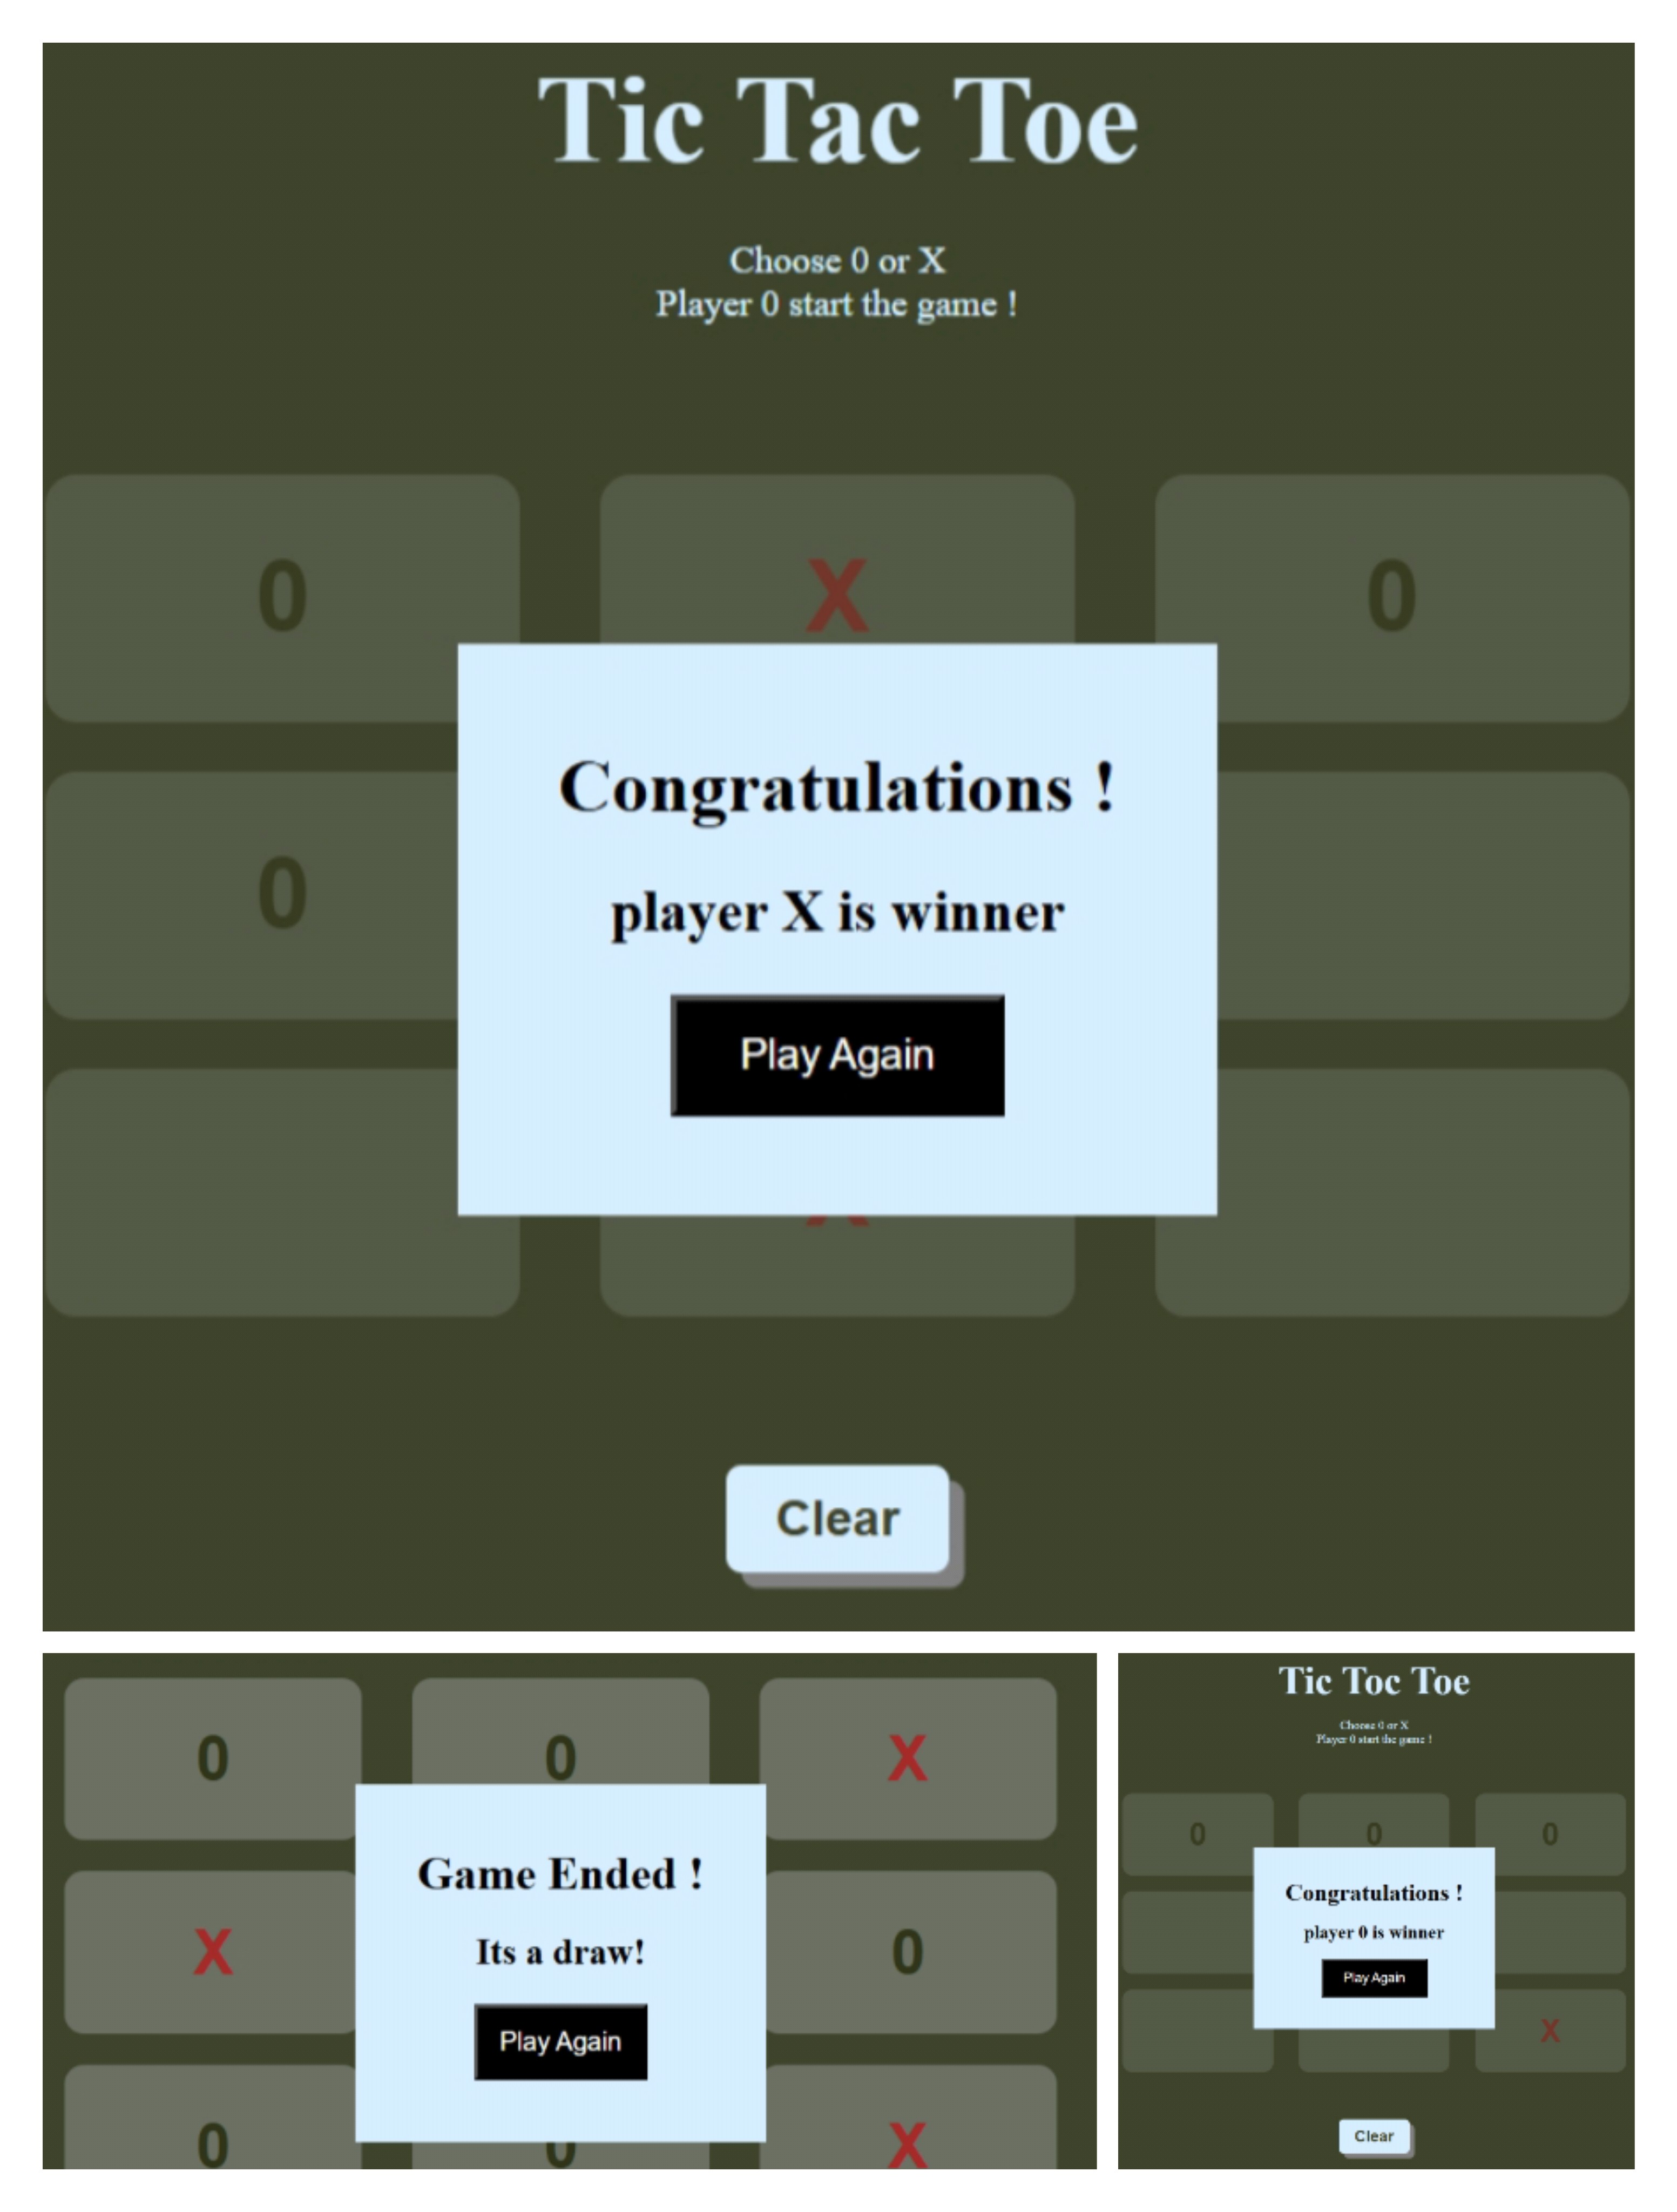 Tic Tac Toe
Choose 0 or X
Player 0 start the game !
0 X 0
Congratulations !
0
player X is winner
Play Again
X
Clear
0 0 X
Game Ended !
Its a draw!
X 0
Play Again
0 0 X
Tic Toc Toe
Choose 0 or X
Player 0 start the game !
0 0 0
Congratulations !
player 0 is winner
Play Again
X
Clear